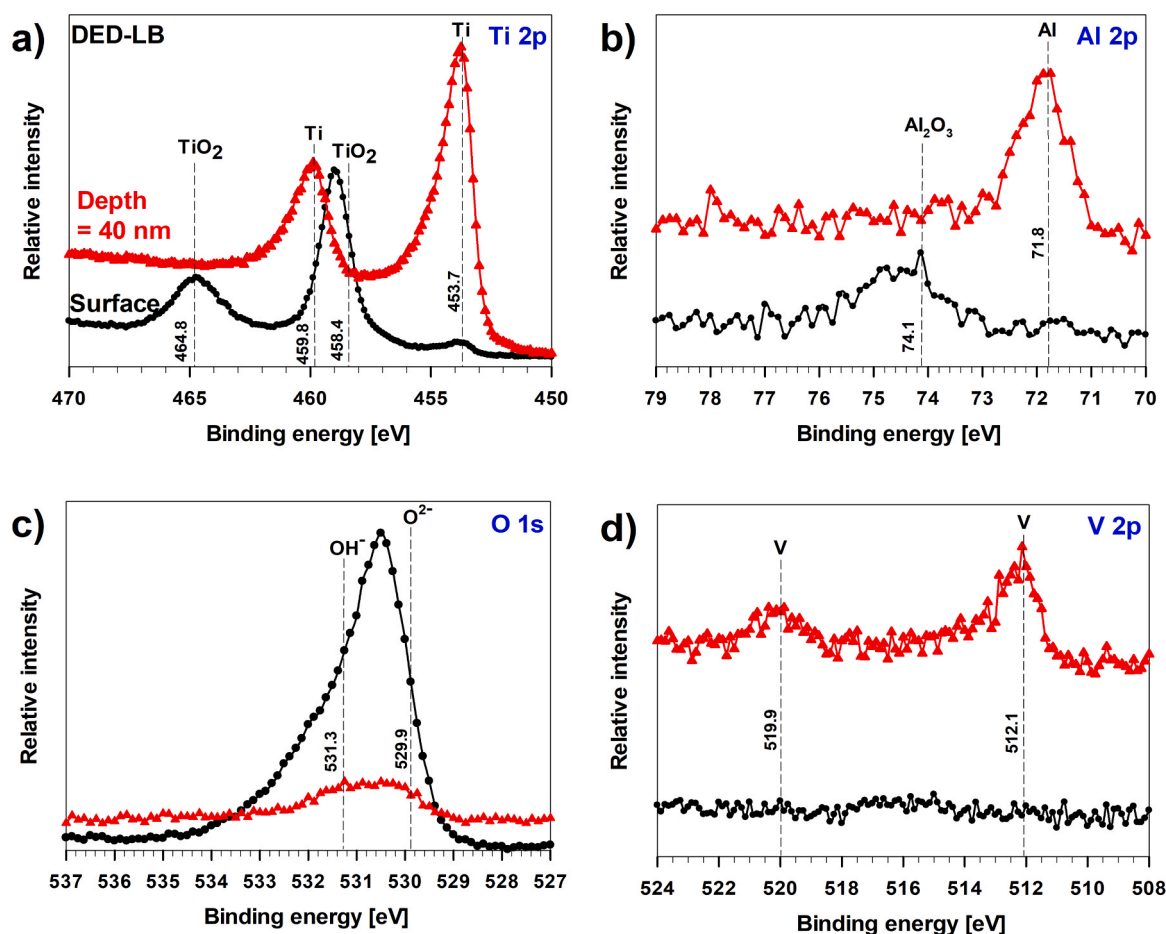 a)
DED-LB
Ti
Ti 2p
Ti
TiO₂
TiO₂
Depth
= 40 nm
Surface
464.8
459.8
458.4
453.7
Relative intensity
470 465 460 455 450
Binding energy [eV]
b)
Al
Al 2p
Al₂O₃
71.8
74.1
Relative intensity
79 78 77 76 75 74 73 72 71 70
Binding energy [eV]
c)
O 1s
O²⁻
OH⁻
531.3
529.9
Relative intensity
537 536 535 534 533 532 531 530 529 528 527
Binding energy [eV]
d)
V 2p
V
V
519.9
512.1
Relative intensity
524 522 520 518 516 514 512 510 508
Binding energy [eV]